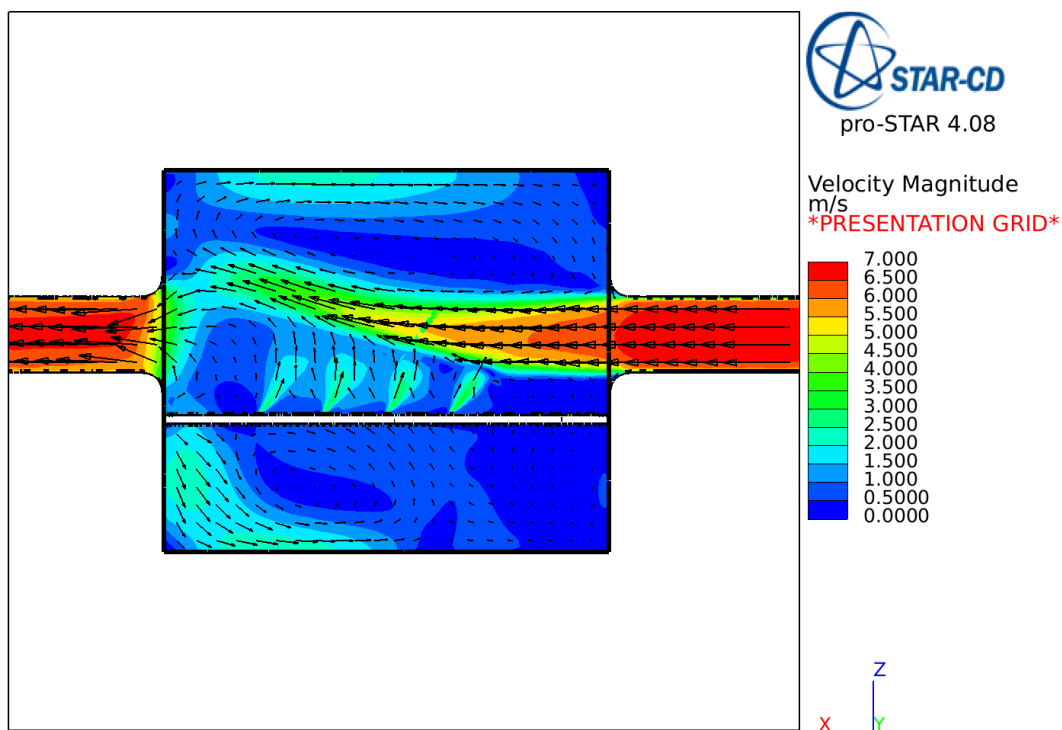 STAR-CD
pro-STAR 4.08
Velocity Magnitude
m/s
*PRESENTATION GRID*
7.000
6.500
6.000
5.500
5.000
4.500
4.000
3.500
3.000
2.500
2.000
1.500
1.000
0.5000
0.0000
Z
X Y